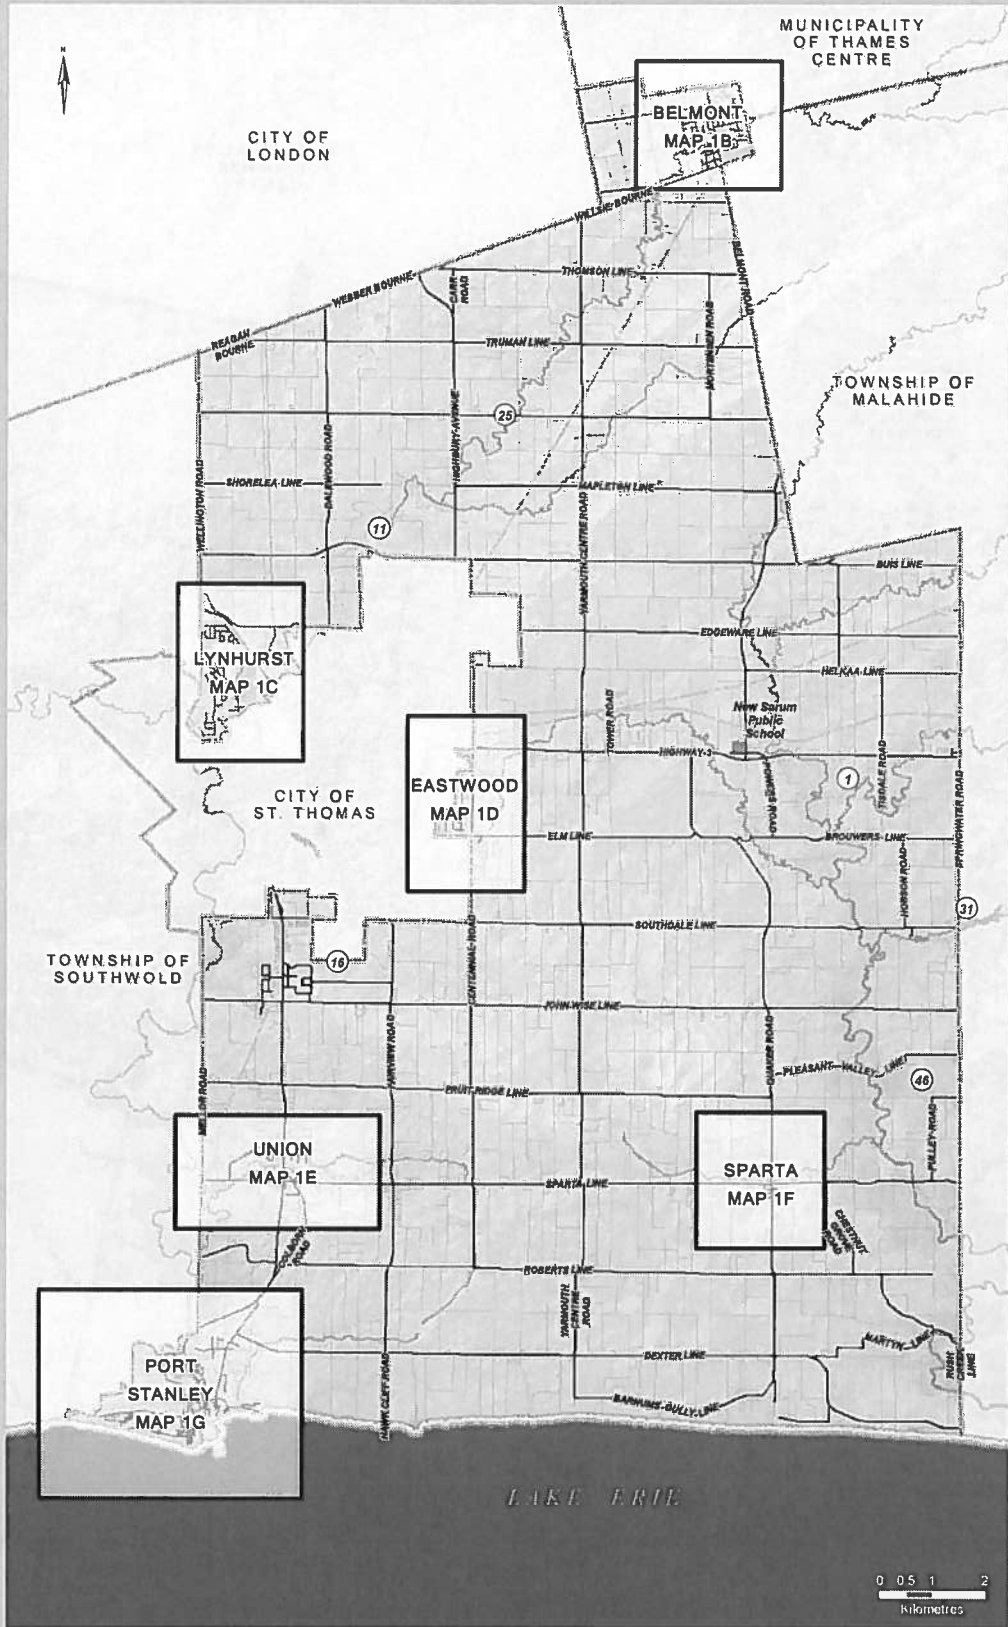 MUNICIPALITY
OF THAMES
CENTRE
N
BELMONT
MAP 1B
CITY OF
LONDON
WILLSIE BOURNE
BELMONT ROAD
THOMSON LINE
CARR
ROAD
WEBBER BOURNE
MORTENSEN ROAD
REAGAN
BOURNE
TRUMAN LINE
TOWNSHIP OF
MALAHIDE
25
HIGHBURY AVENUE
DALEWOOD ROAD
WELLINGTON ROAD
SHORELEA LINE
MAPLETON LINE
11
YARMOUTH CENTRE ROAD
BUIS LINE
EDGEWARE LINE
LYNHURST
MAP 1C
HELKAA LINE
New Sarum
Public
School
TOWER ROAD
HIGHWAY 3
EASTWOOD
MAP 1D
1
TISDALE ROAD
SPRINGWATER ROAD
CITY OF
ST. THOMAS
ELM LINE
BROUWERS LINE
HOBSON ROAD
31
SOUTHDALE LINE
CENTENNIAL ROAD
TOWNSHIP OF
SOUTHWOLD
16
JOHN WISE LINE
FAIRVIEW ROAD
QUAKER ROAD
PLEASANT VALLEY LINE
46
MELLOR ROAD
FRUIT RIDGE LINE
PULLEY ROAD
UNION
MAP 1E
SPARTA
MAP 1F
SPARTA LINE
CHESTNUT
GROVE
ROAD
COLBORNE
ROAD
ROBERTS LINE
YARMOUTH
CENTRE
ROAD
MARTYN LINE
DEXTER LINE
RUSH
CREEK
LINE
PORT
STANLEY
MAP 1G
HAWK CLIFF ROAD
BARNUMS GULLY LINE
LAKE ERIE
0 0.5 1 2
Kilometres